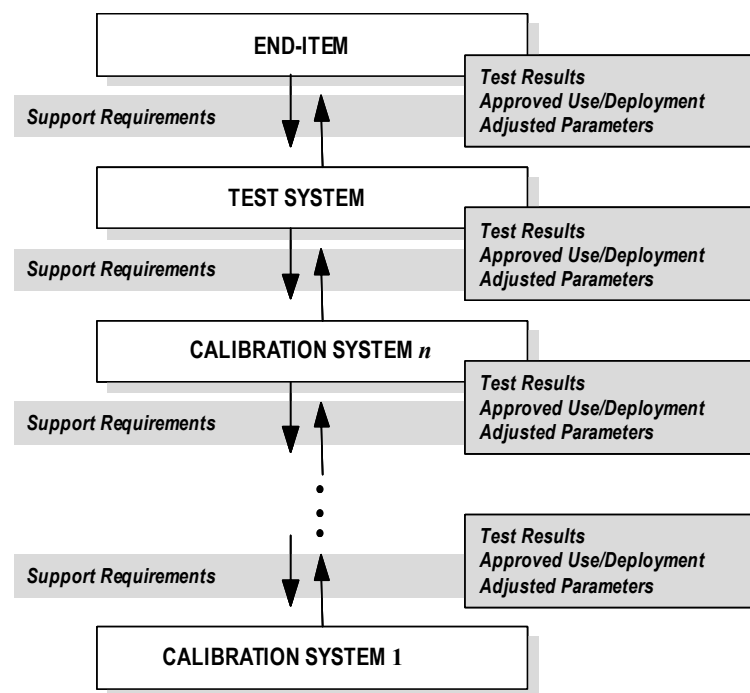 END-ITEM
Test Results
Approved Use/Deployment
Adjusted Parameters
Support Requirements
TEST SYSTEM
Test Results
Approved Use/Deployment
Adjusted Parameters
Support Requirements
CALIBRATION SYSTEM n
Test Results
Approved Use/Deployment
Adjusted Parameters
Support Requirements
Test Results
Approved Use/Deployment
Adjusted Parameters
Support Requirements
CALIBRATION SYSTEM 1